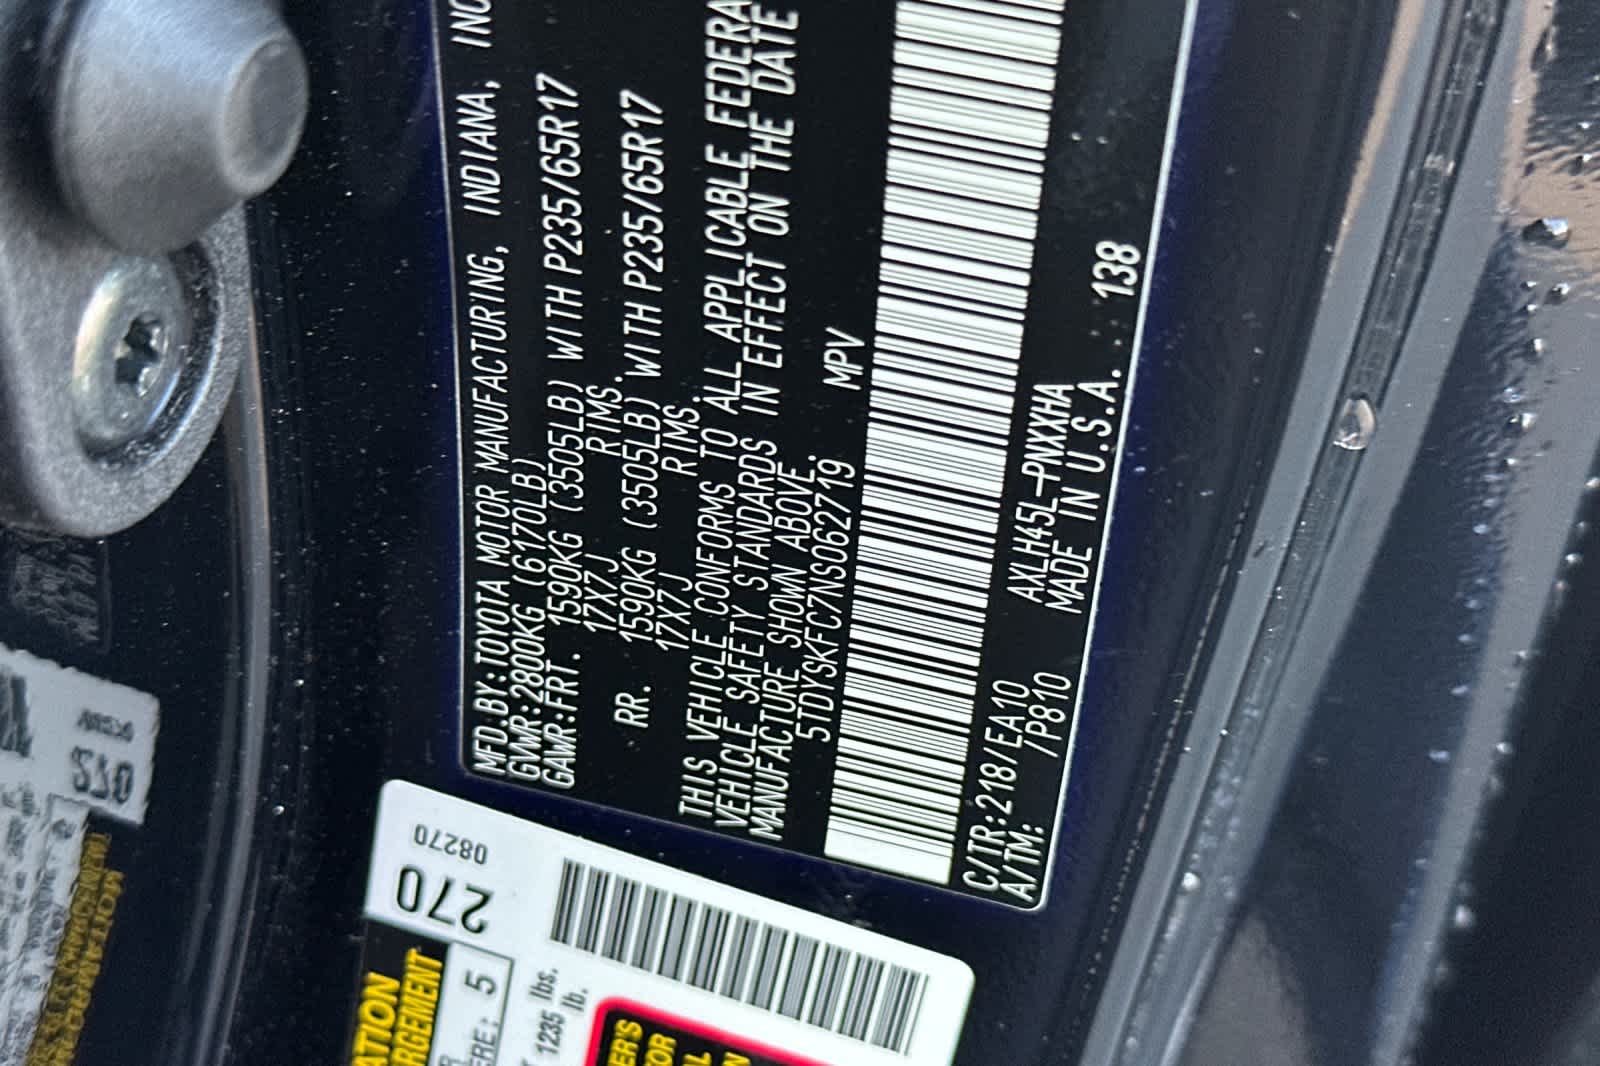 MFD.BY:TOYOTA MOTOR MANUFACTURING, INDIANA, INC
GVWR:2800KG (6170LB)
GAWR:FRT. 1590KG (3505LB) WITH P235/65R17
17X7J RIMS.
RR. 1590KG (3505LB) WITH P235/65R17
17X7J RIMS.
THIS VEHICLE CONFORMS TO ALL APPLICABLE FEDERA
VEHICLE SAFETY STANDARDS IN EFFECT ON THE DATE
MANUFACTURE SHOWN ABOVE.
5TDYSKFC7NS062719 MPV
C/TR:218/EA10 AXLH45L-PNXXHA
A/TM: /P810 MADE IN U.S.A. 138
08270
270
5
1235 lbs.
lb.